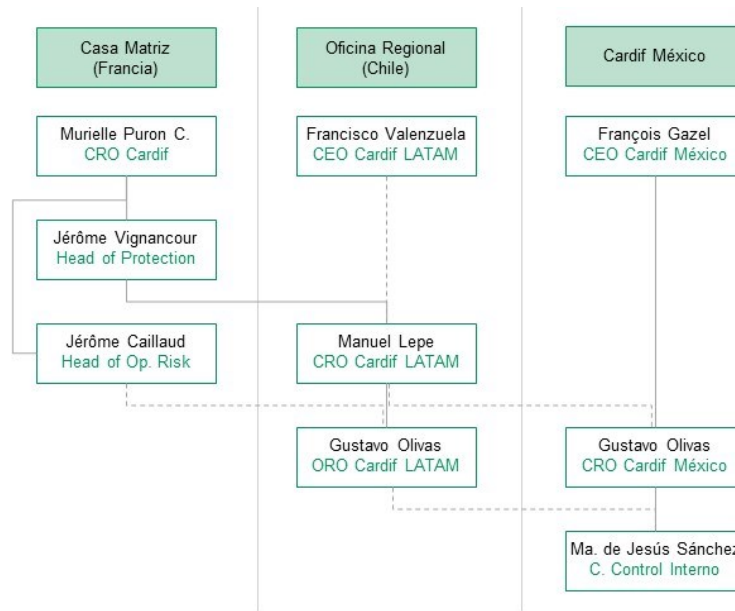 Casa Matriz
(Francia)
Oficina Regional
(Chile)
Cardif México
Murielle Puron C.
CRO Cardif
Francisco Valenzuela
CEO Cardif LATAM
François Gazel
CEO Cardif México
Jérôme Vignancour
Head of Protection
Jérôme Caillaud
Head of Op. Risk
Manuel Lepe
CRO Cardif LATAM
Gustavo Olivas
ORO Cardif LATAM
Gustavo Olivas
CRO Cardif México
Ma. de Jesús Sánchez
C. Control Interno